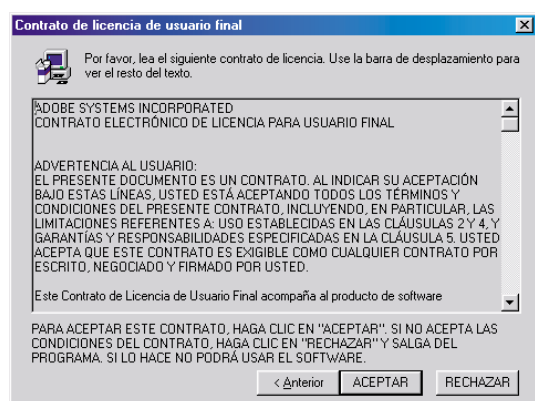 Contrato de licencia de usuario final
Por favor, lea el siguiente contrato de licencia. Use la barra de desplazamiento para
ver el resto del texto.
ADOBE SYSTEMS INCORPORATED
CONTRATO ELECTRÓNICO DE LICENCIA PARA USUARIO FINAL
ADVERTENCIA AL USUARIO:
EL PRESENTE DOCUMENTO ES UN CONTRATO. AL INDICAR SU ACEPTACIÓN
BAJO ESTAS LÍNEAS, USTED ESTÁ ACEPTANDO TODOS LOS TÉRMINOS Y
CONDICIONES DEL PRESENTE CONTRATO, INCLUYENDO, EN PARTICULAR, LAS
LIMITACIONES REFERENTES A: USO ESTABLECIDAS EN LAS CLÁUSULAS 2 Y 4, Y
GARANTÍAS Y RESPONSABILIDADES ESPECIFICADAS EN LA CLÁUSULA 5. USTED
ACEPTA QUE ESTE CONTRATO ES EXIGIBLE COMO CUALQUIER CONTRATO POR
ESCRITO, NEGOCIADO Y FIRMADO POR USTED.
Este Contrato de Licencia de Usuario Final acompaña al producto de software
PARA ACEPTAR ESTE CONTRATO, HAGA CLIC EN "ACEPTAR". SI NO ACEPTA LAS
CONDICIONES DEL CONTRATO, HAGA CLIC EN "RECHAZAR" Y SALGA DEL
PROGRAMA. SI LO HACE NO PODRÁ USAR EL SOFTWARE.
< Anterior ACEPTAR RECHAZAR